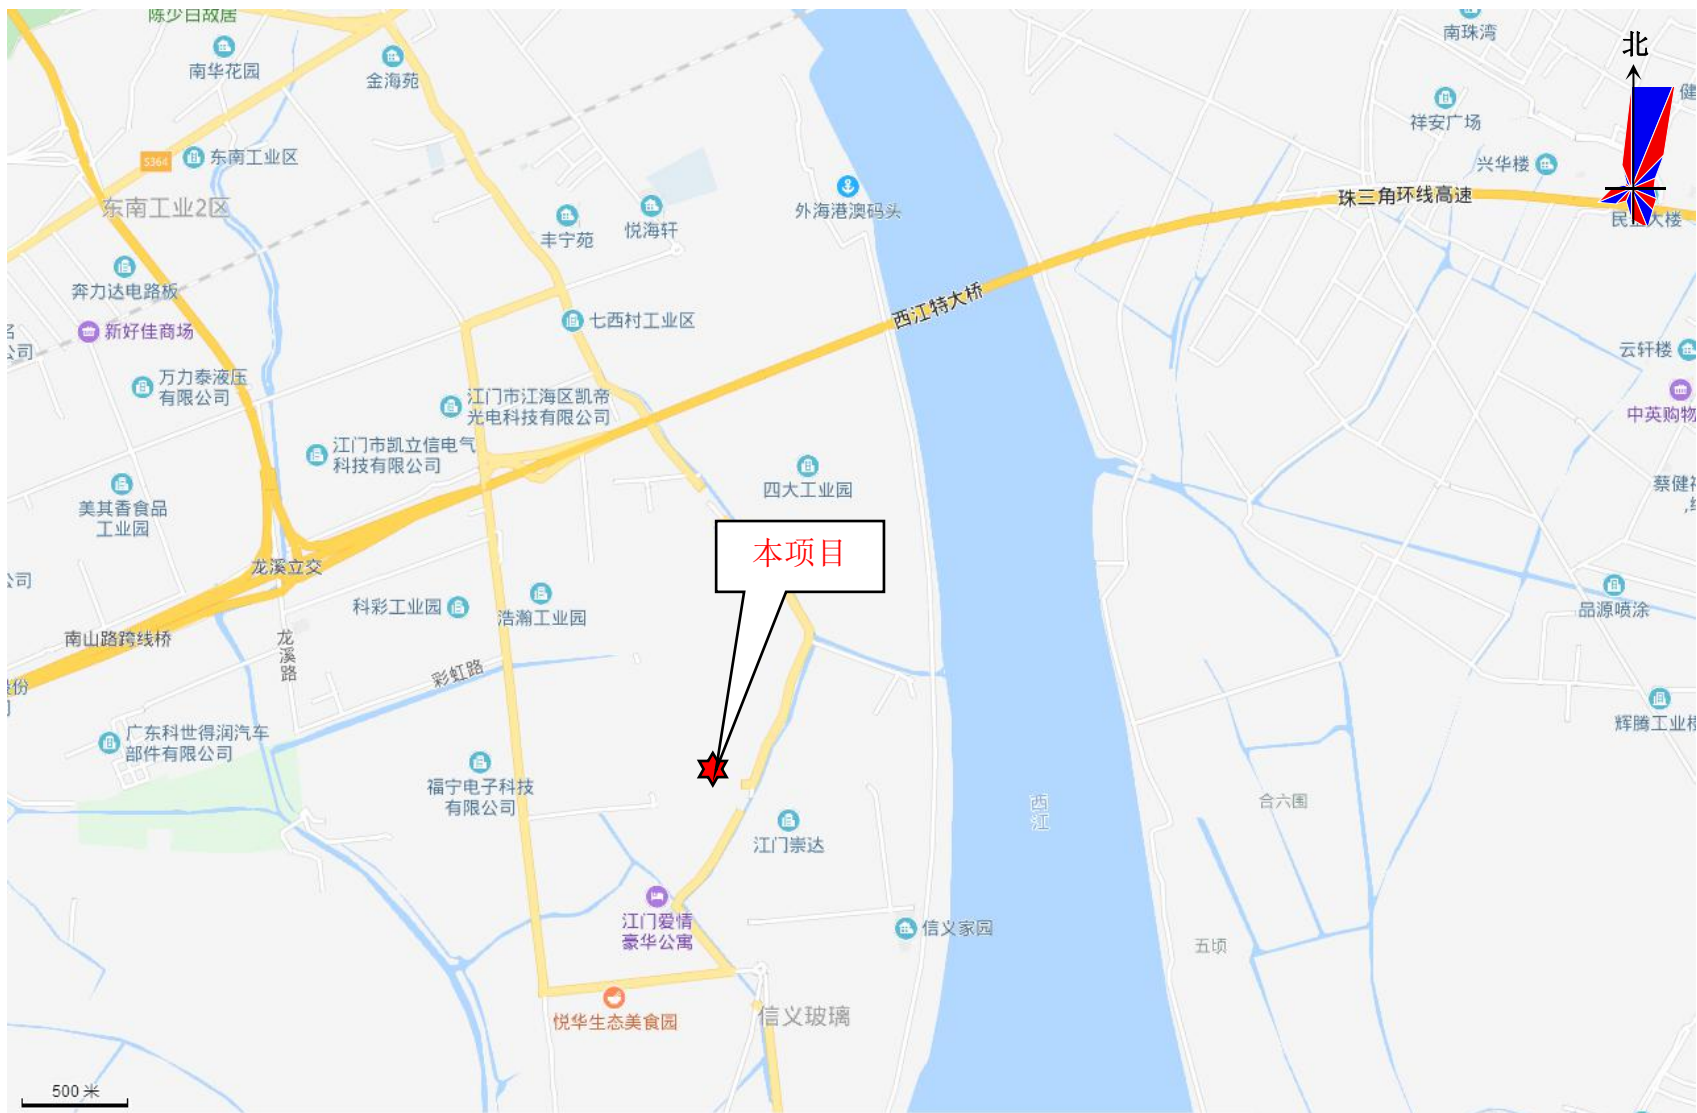 陈少白故居
南珠湾
北
南华花园
金海苑
健
祥安广场
S364
东南工业区
兴华楼
东南工业2区
外海港澳码头
珠三角环线高速
丰宁苑
悦海轩
大楼
奔力达电路板
西江特大桥
新好佳商场
七西村工业区
公司
云轩楼
万力泰液压
有限公司
江门市江海区凯帝
光电科技有限公司
中英购物
江门市凯立信电气
科技有限公司
四大工业园
蔡健
美其香食品
工业园
本项目
龙溪立交
公司
品源喷涂
科彩工业园
浩瀚工业园
南山路跨线桥
龙溪路
彩虹路
份
广东科世得润汽车
部件有限公司
辉腾工业
福宁电子科技
有限公司
西江
合六围
江门崇达
江门爱情
豪华公寓
信义家园
五顷
悦华生态美食园
信义玻璃
500 米